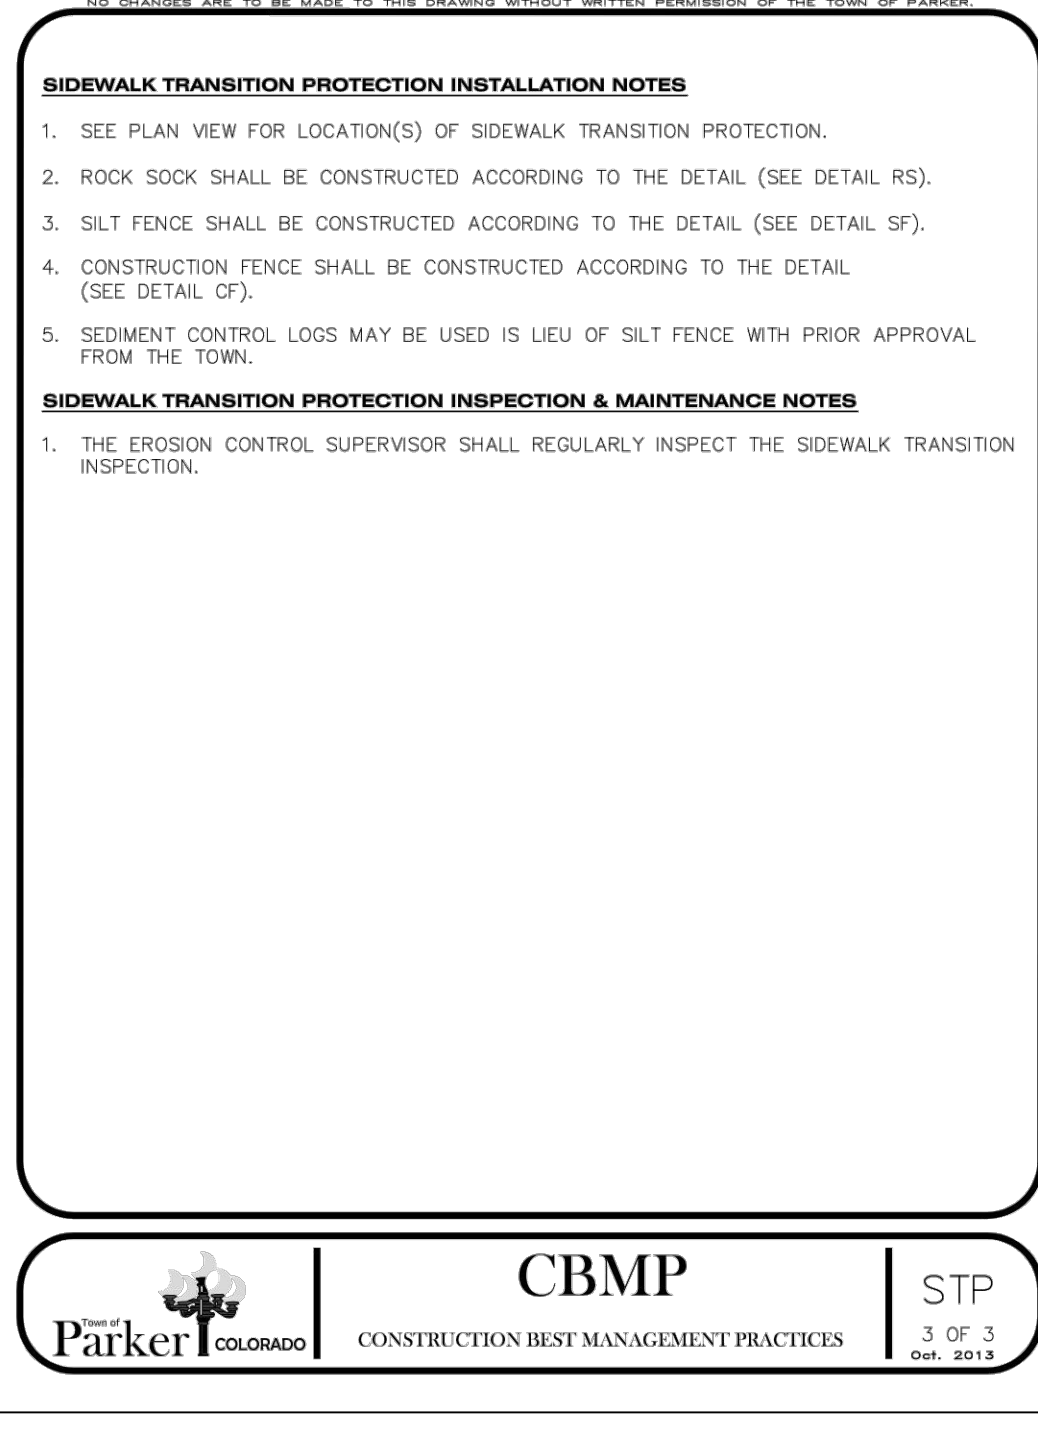 NO CHANGES ARE TO BE MADE TO THIS DRAWING WITHOUT WRITTEN PERMISSION OF THE TOWN OF PARKER.
SIDEWALK TRANSITION PROTECTION INSTALLATION NOTES
1. SEE PLAN VIEW FOR LOCATION(S) OF SIDEWALK TRANSITION PROTECTION.
2. ROCK SOCK SHALL BE CONSTRUCTED ACCORDING TO THE DETAIL (SEE DETAIL RS).
3. SILT FENCE SHALL BE CONSTRUCTED ACCORDING TO THE DETAIL (SEE DETAIL SF).
4. CONSTRUCTION FENCE SHALL BE CONSTRUCTED ACCORDING TO THE DETAIL
(SEE DETAIL CF).
5. SEDIMENT CONTROL LOGS MAY BE USED IS LIEU OF SILT FENCE WITH PRIOR APPROVAL
FROM THE TOWN.
SIDEWALK TRANSITION PROTECTION INSPECTION & MAINTENANCE NOTES
1. THE EROSION CONTROL SUPERVISOR SHALL REGULARLY INSPECT THE SIDEWALK TRANSITION
INSPECTION.
Town of
Parker COLORADO
CBMP
CONSTRUCTION BEST MANAGEMENT PRACTICES
STP
3 OF 3
Oct. 2013